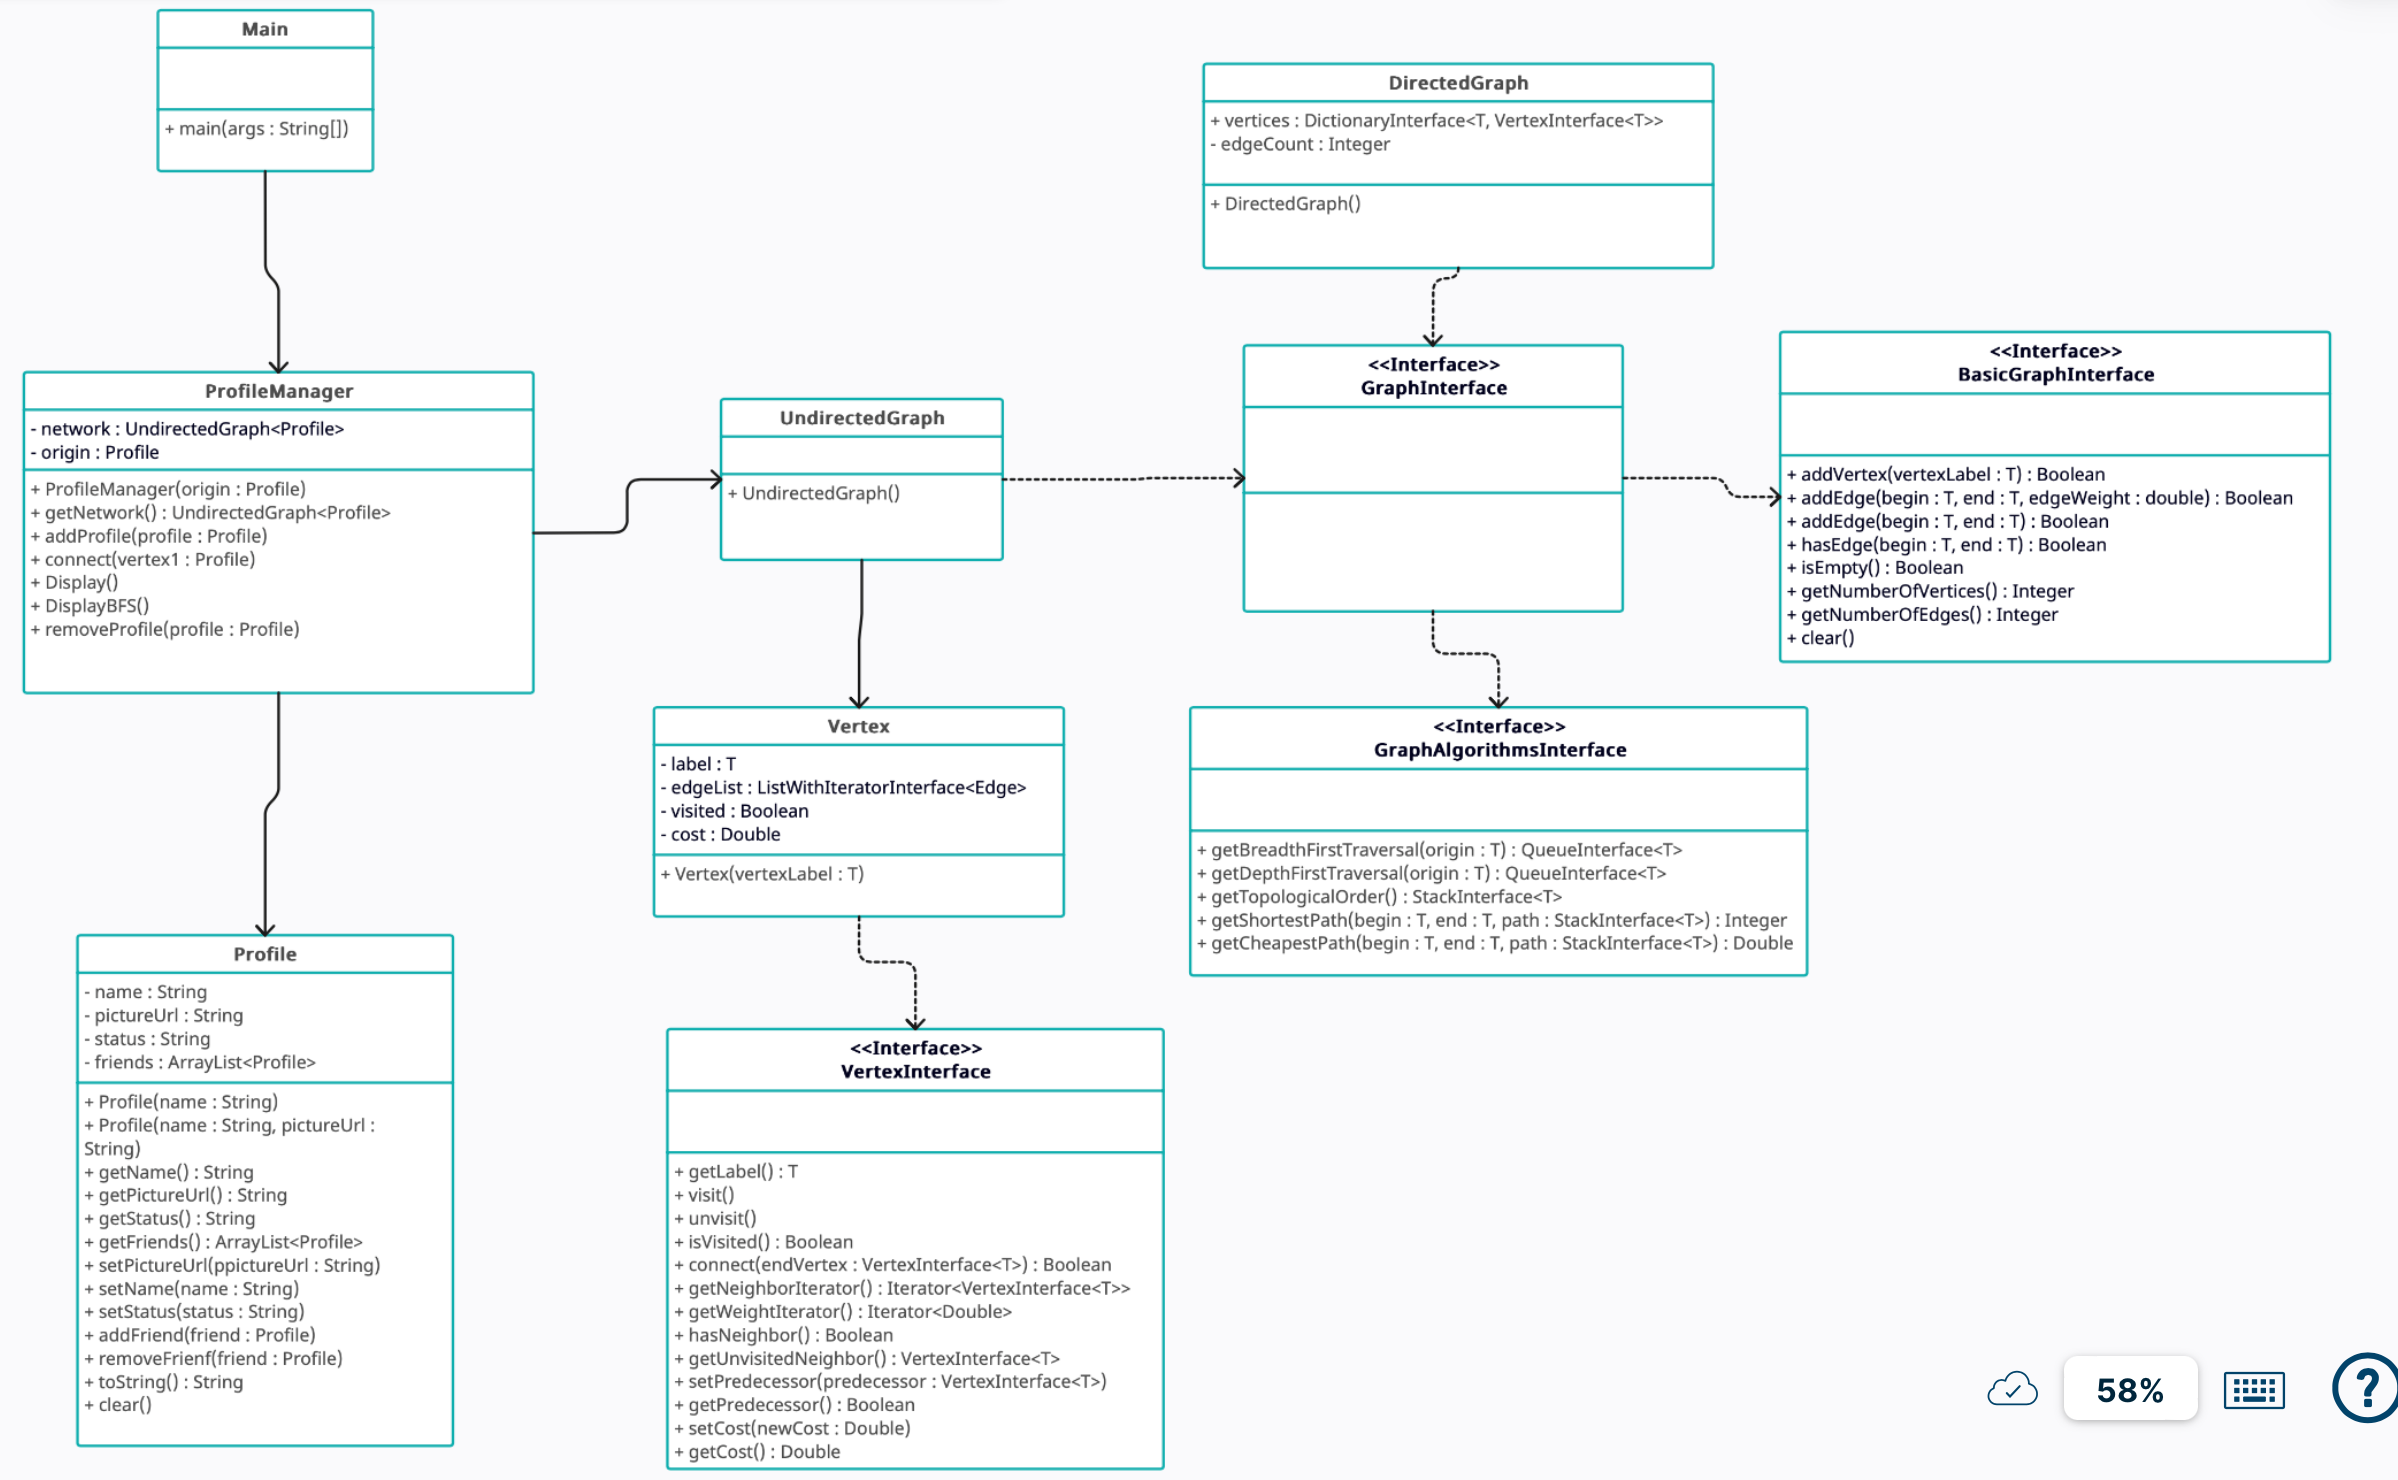 Main
+ main(args : String[])
DirectedGraph
+ vertices : DictionaryInterface<T, VertexInterface<T>>
- edgeCount : Integer
+ DirectedGraph()
ProfileManager
- network : UndirectedGraph<Profile>
- origin : Profile
+ ProfileManager(origin : Profile)
+ getNetwork() : UndirectedGraph<Profile>
+ addProfile(profile : Profile)
+ connect(vertex1 : Profile)
+ Display()
+ DisplayBFS()
+ removeProfile(profile : Profile)
UndirectedGraph
+ UndirectedGraph()
<<Interface>>
GraphInterface
<<Interface>>
BasicGraphInterface
+ addVertex(vertexLabel : T) : Boolean
+ addEdge(begin : T, end : T, edgeWeight : double) : Boolean
+ addEdge(begin : T, end : T) : Boolean
+ hasEdge(begin : T, end : T) : Boolean
+ isEmpty() : Boolean
+ getNumberOfVertices() : Integer
+ getNumberOfEdges() : Integer
+ clear()
Vertex
- label : T
- edgeList : ListWithIteratorInterface<Edge>
- visited : Boolean
- cost : Double
+ Vertex(vertexLabel : T)
<<Interface>>
GraphAlgorithmsInterface
+ getBreadthFirstTraversal(origin : T) : QueueInterface<T>
+ getDepthFirstTraversal(origin : T) : QueueInterface<T>
+ getTopologicalOrder() : StackInterface<T>
+ getShortestPath(begin : T, end : T, path : StackInterface<T>) : Integer
+ getCheapestPath(begin : T, end : T, path : StackInterface<T>) : Double
Profile
- name : String
- pictureUrl : String
- status : String
- friends : ArrayList<Profile>
+ Profile(name : String)
+ Profile(name : String, pictureUrl :
String)
+ getName() : String
+ getPictureUrl() : String
+ getStatus() : String
+ getFriends() : ArrayList<Profile>
+ setPictureUrl(ppictureUrl : String)
+ setName(name : String)
+ setStatus(status : String)
+ addFriend(friend : Profile)
+ removeFrienf(friend : Profile)
+ toString() : String
+ clear()
<<Interface>>
VertexInterface
+ getLabel() : T
+ visit()
+ unvisit()
+ isVisited() : Boolean
+ connect(endVertex : VertexInterface<T>) : Boolean
+ getNeighborIterator() : Iterator<VertexInterface<T>>
+ getWeightIterator() : Iterator<Double>
+ hasNeighbor() : Boolean
+ getUnvisitedNeighbor() : VertexInterface<T>
+ setPredecessor(predecessor : VertexInterface<T>)
+ getPredecessor() : Boolean
+ setCost(newCost : Double)
+ getCost() : Double
58%
?